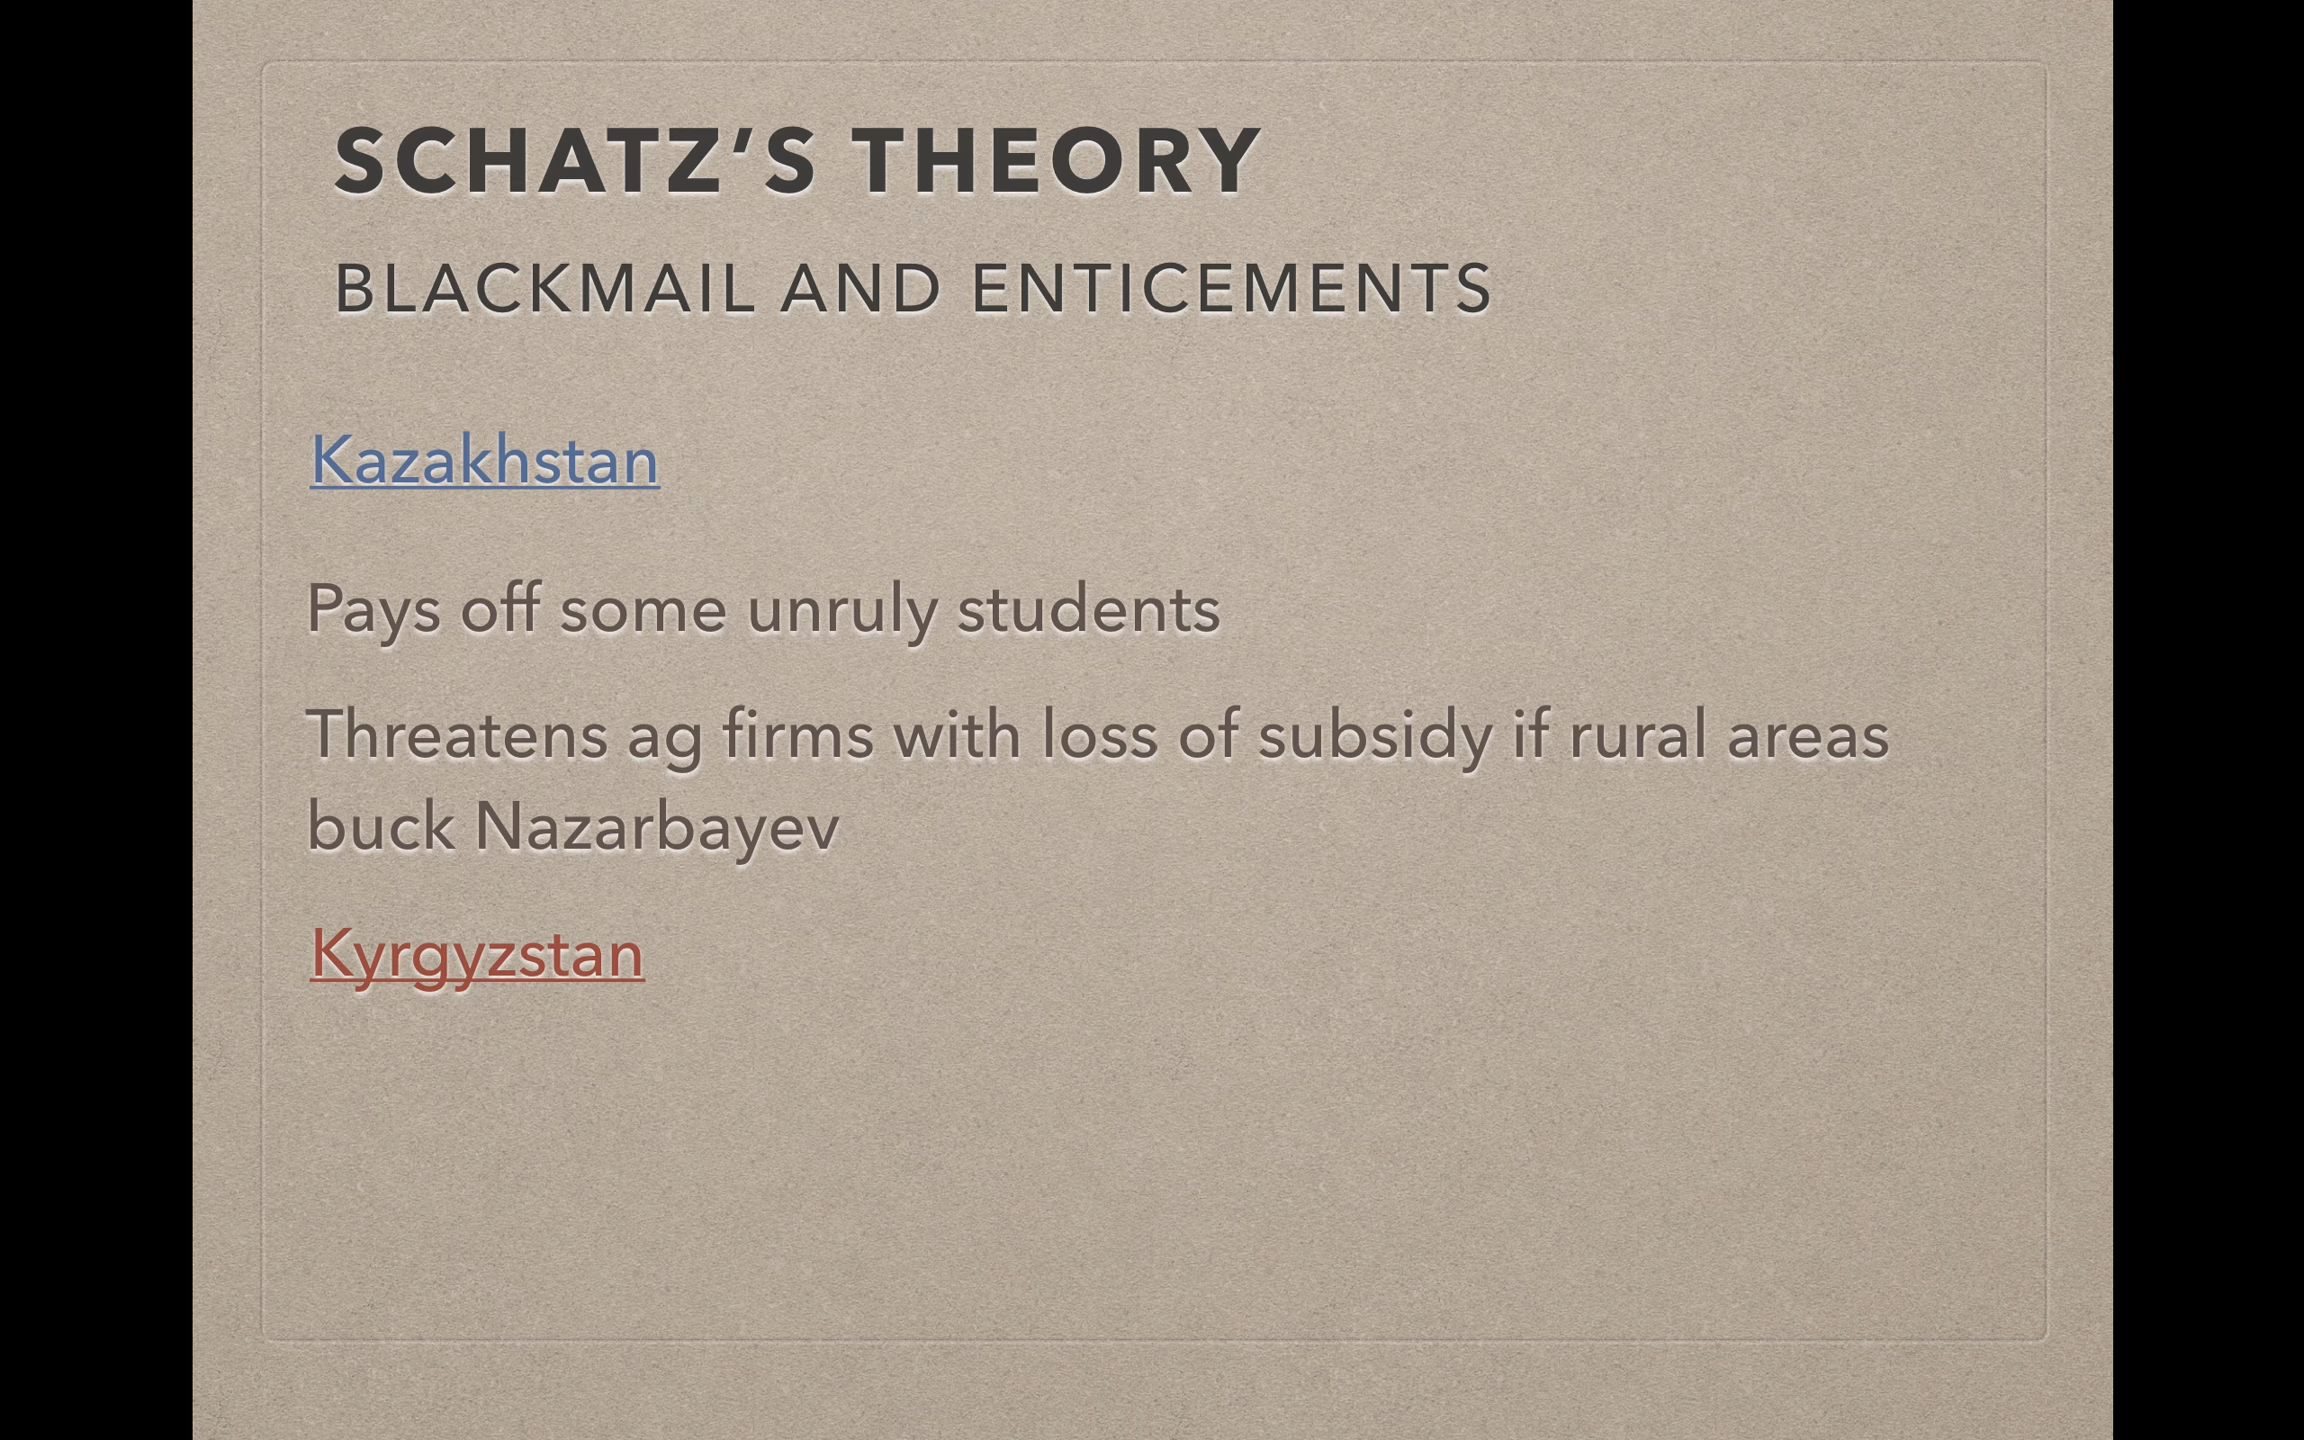 SCHATZ’S THEORY
BLACKMAIL AND ENTICEMENTS
Kazakhstan
Pays off some unruly students
Threatens ag firms with loss of subsidy if rural areas
buck Nazarbayev
Kyrgyzstan